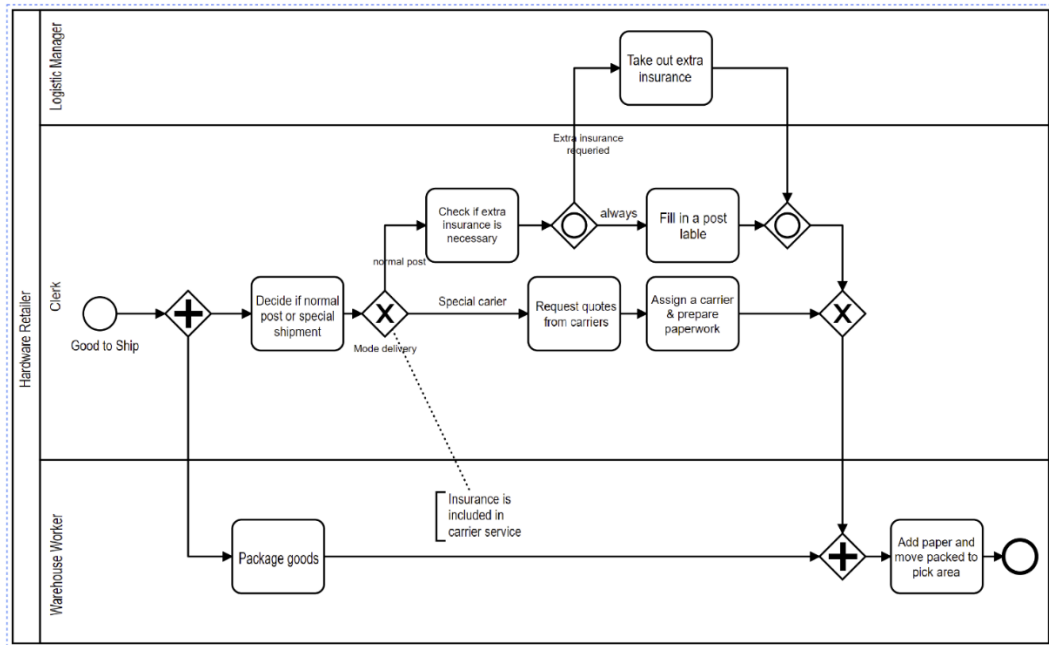 Hardware Retailer
Logistic Manager
Take out extra
insurance
Extra insurance
requeried
Clerk
Check if extra
insurance is
necessary
always
Fill in a post
lable
normal post
Good to Ship
Decide if normal
post or special
shipment
Mode delivery
Special carier
Request quotes
from carriers
Assign a carrier
& prepare
paperwork
Warehouse Worker
Insurance is
included in
carrier service
Package goods
Add paper and
move packed to
pick area